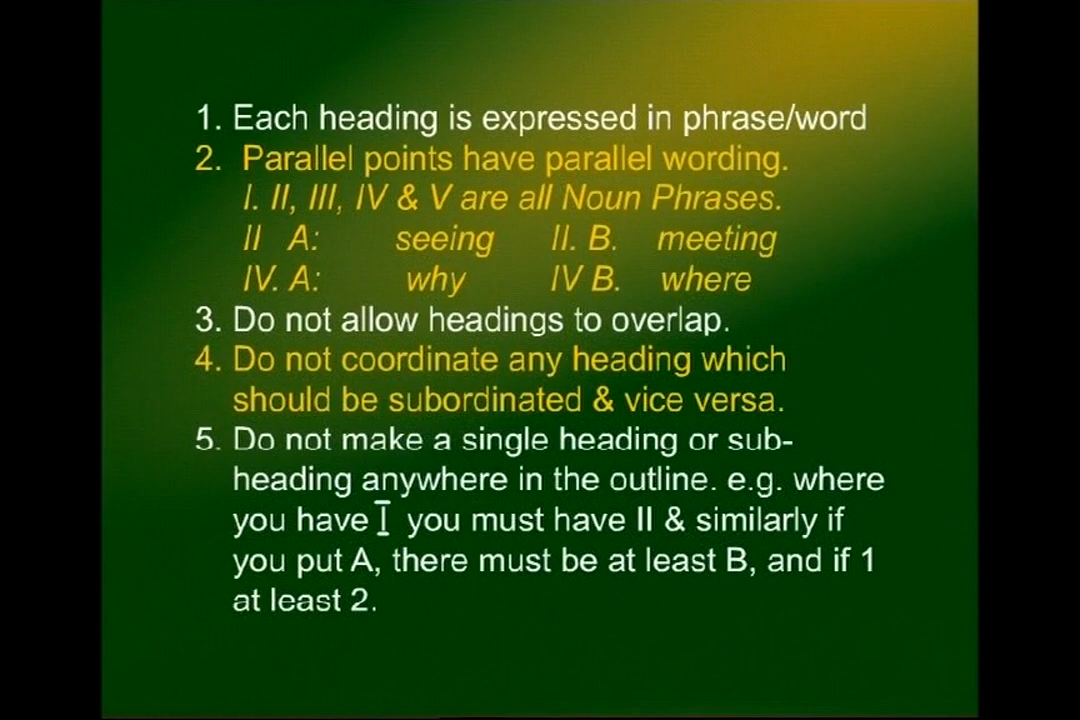 1. Each heading is expressed in phrase/word
2. Parallel points have parallel wording.
I. II, III, IV & V are all Noun Phrases.
II A: seeing II. B. meeting
IV. A: why IV B. where
3. Do not allow headings to overlap.
4. Do not coordinate any heading which
should be subordinated & vice versa.
5. Do not make a single heading or sub-
heading anywhere in the outline. e.g. where
you have I you must have II & similarly if
you put A, there must be at least B, and if 1
at least 2.